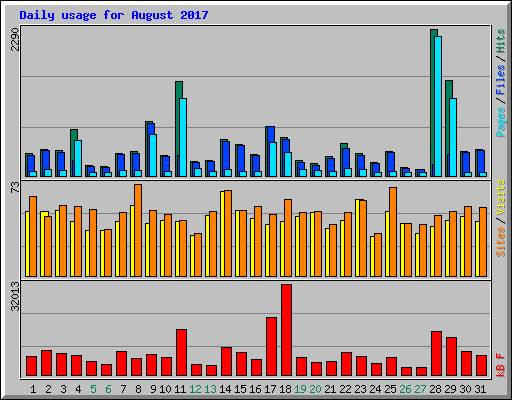 Daily usage for August 2017
2290
Pages / Files / Hits
73
Sites / Visits
32013
kB F
1 2 3 4 5 6 7 8 9 10 11 12 13 14 15 16 17 18 19 20 21 22 23 24 25 26 27 28 29 30 31